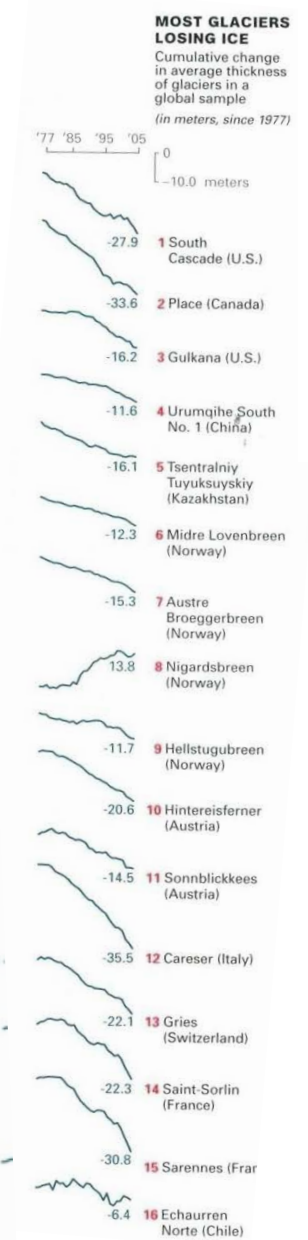 MOST GLACIERS
LOSING ICE
Cumulative change
in average thickness
of glaciers in a
global sample
(in meters, since 1977)
'77 '85 '95 '05
0
-10.0 meters
-27.9 1 South
Cascade (U.S.)
-33.6 2 Place (Canada)
-16.2 3 Gulkana (U.S.)
-11.6 4 Urumqihe South
No. 1 (China)
-16.1 5 Tsentralniy
Tuyuksuyskiy
(Kazakhstan)
-12.3 6 Midre Lovenbreen
(Norway)
-15.3 7 Austre
Broeggerbreen
(Norway)
13.8 8 Nigardsbreen
(Norway)
-11.7 9 Hellstugubreen
(Norway)
-20.6 10 Hintereisferner
(Austria)
-14.5 11 Sonnblickkees
(Austria)
-35.5 12 Careser (Italy)
-22.1 13 Gries
(Switzerland)
-22.3 14 Saint-Sorlin
(France)
-30.8 15 Sarennes (Fran
-6.4 16 Echaurren
Norte (Chile)